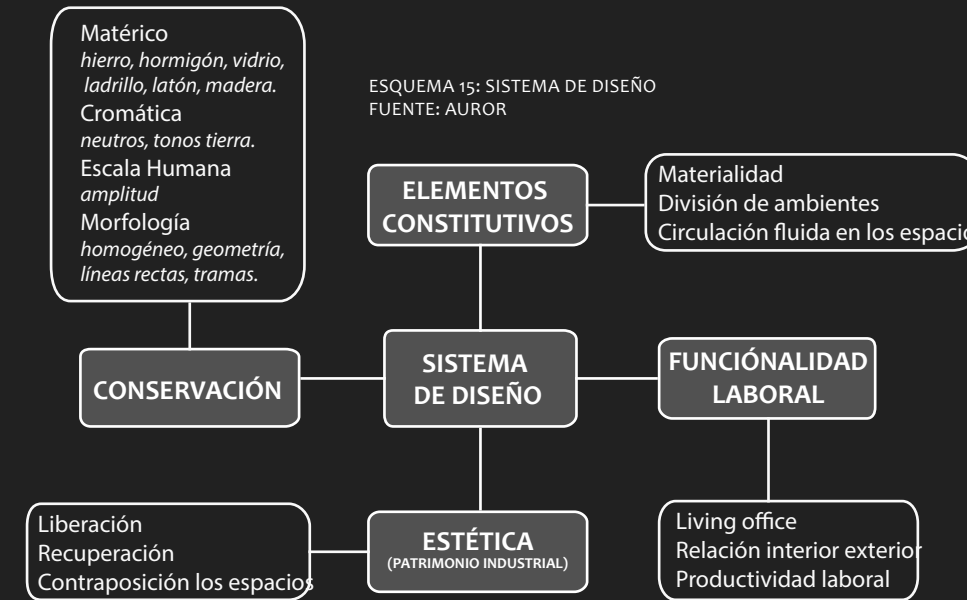 Matérico
hierro, hormigón, vidrio,
ladrillo, latón, madera.
Cromática
neutros, tonos tierra.
Escala Humana
amplitud
Morfología
homogéneo, geometría,
líneas rectas, tramas.
ESQUEMA 15: SISTEMA DE DISEÑO
FUENTE: AUROR
ELEMENTOS
CONSTITUTIVOS
Materialidad
División de ambientes
Circulación fluida en los espacio
CONSERVACIÓN
SISTEMA
DE DISEÑO
FUNCIÓNALIDAD
LABORAL
Liberación
Recuperación
Contraposición los espacios
ESTÉTICA
(PATRIMONIO INDUSTRIAL)
Living office
Relación interior exterior
Productividad laboral